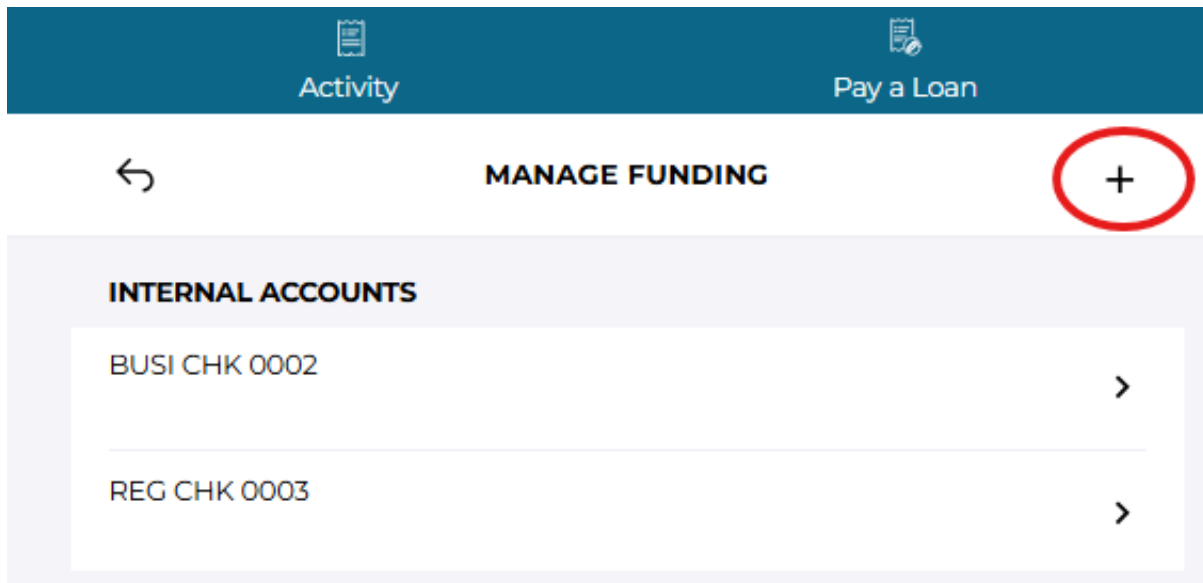 Activity
Pay a Loan
MANAGE FUNDING
INTERNAL ACCOUNTS
BUSI CHK 0002
REG CHK 0003